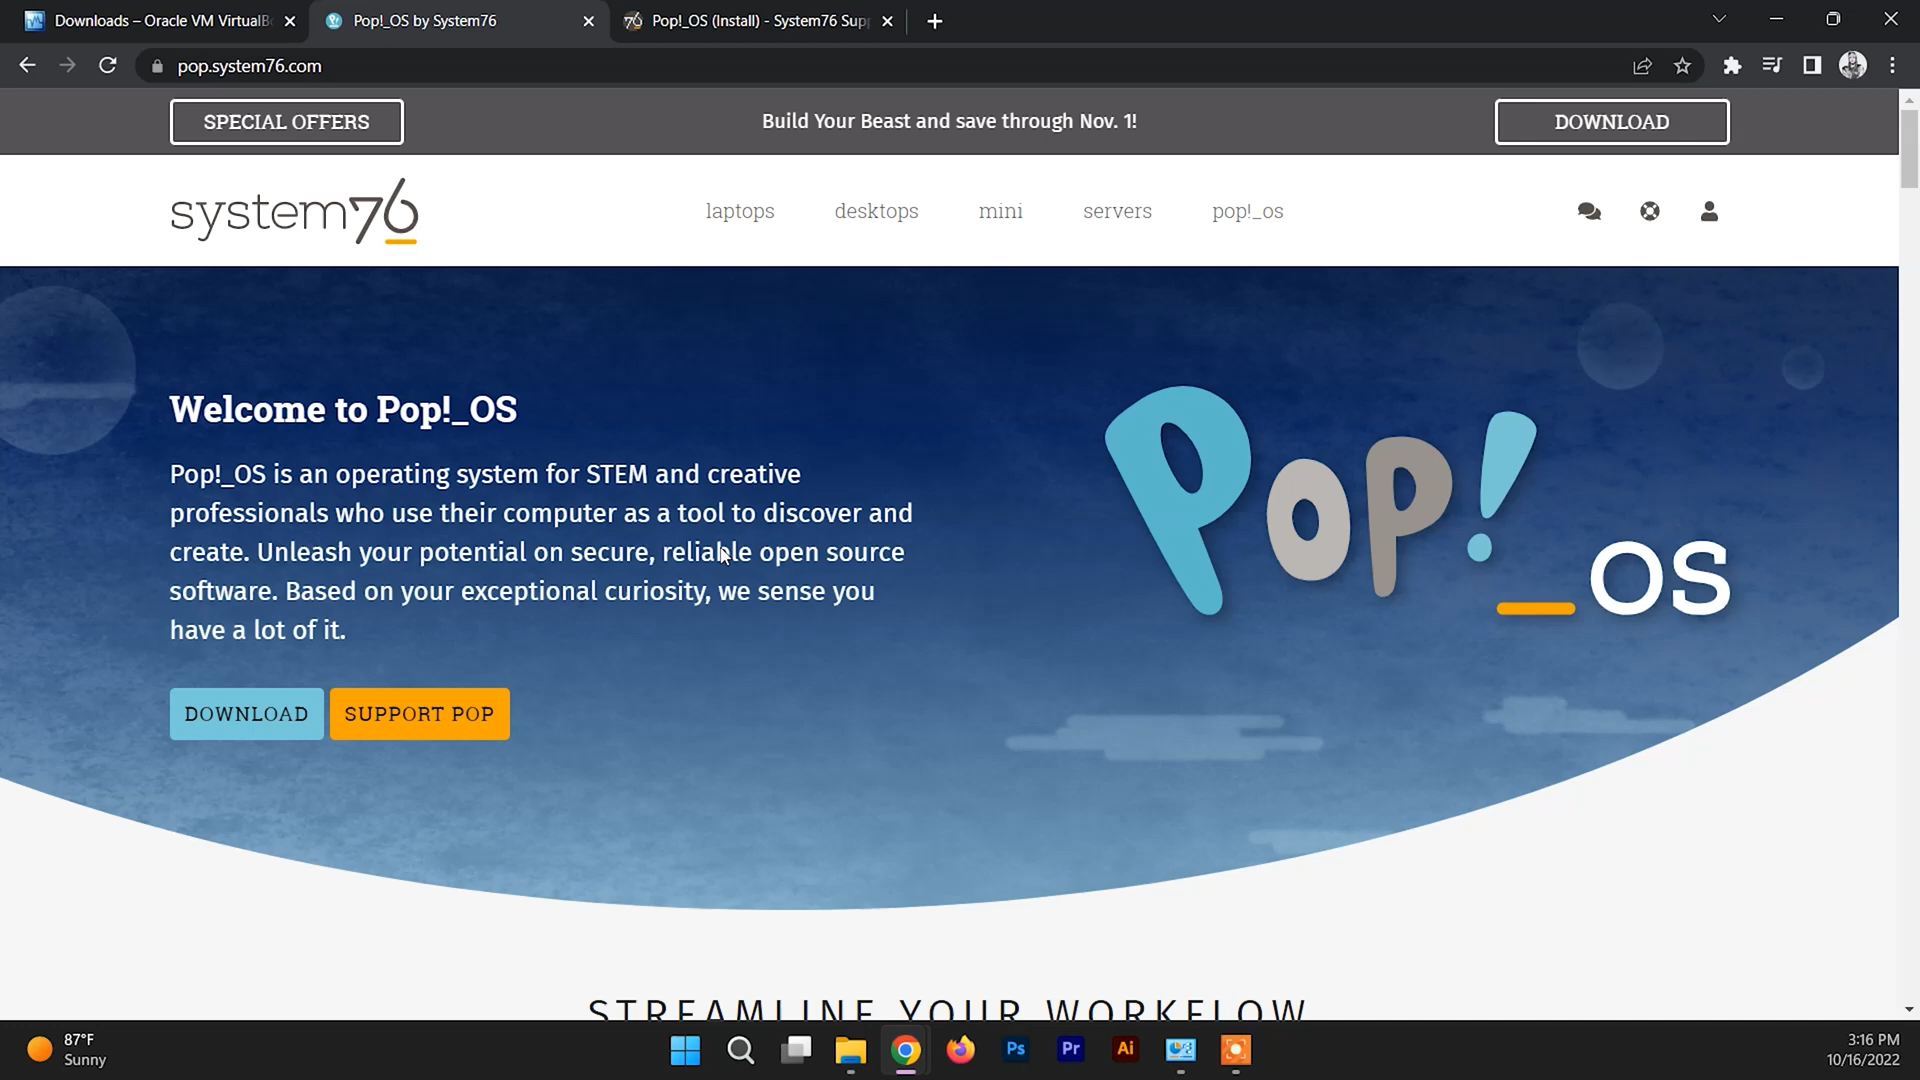 Downloads – Oracle VM VirtualB
Pop!_OS by System76
Pop!_OS (Install) - System76 Sup
pop.system76.com
SPECIAL OFFERS
Build Your Beast and save through Nov. 1!
DOWNLOAD
system76
laptops
desktops
mini
servers
pop!_os
Welcome to Pop!_OS
Pop!_OS is an operating system for STEM and creative
professionals who use their computer as a tool to discover and
create. Unleash your potential on secure, reliable open source
software. Based on your exceptional curiosity, we sense you
have a lot of it.
DOWNLOAD
SUPPORT POP
Pop!_OS
STREAMLINE YOUR WORKFLOW
87°F
Sunny
Ps
Pr
Ai
3:16 PM
10/16/2022